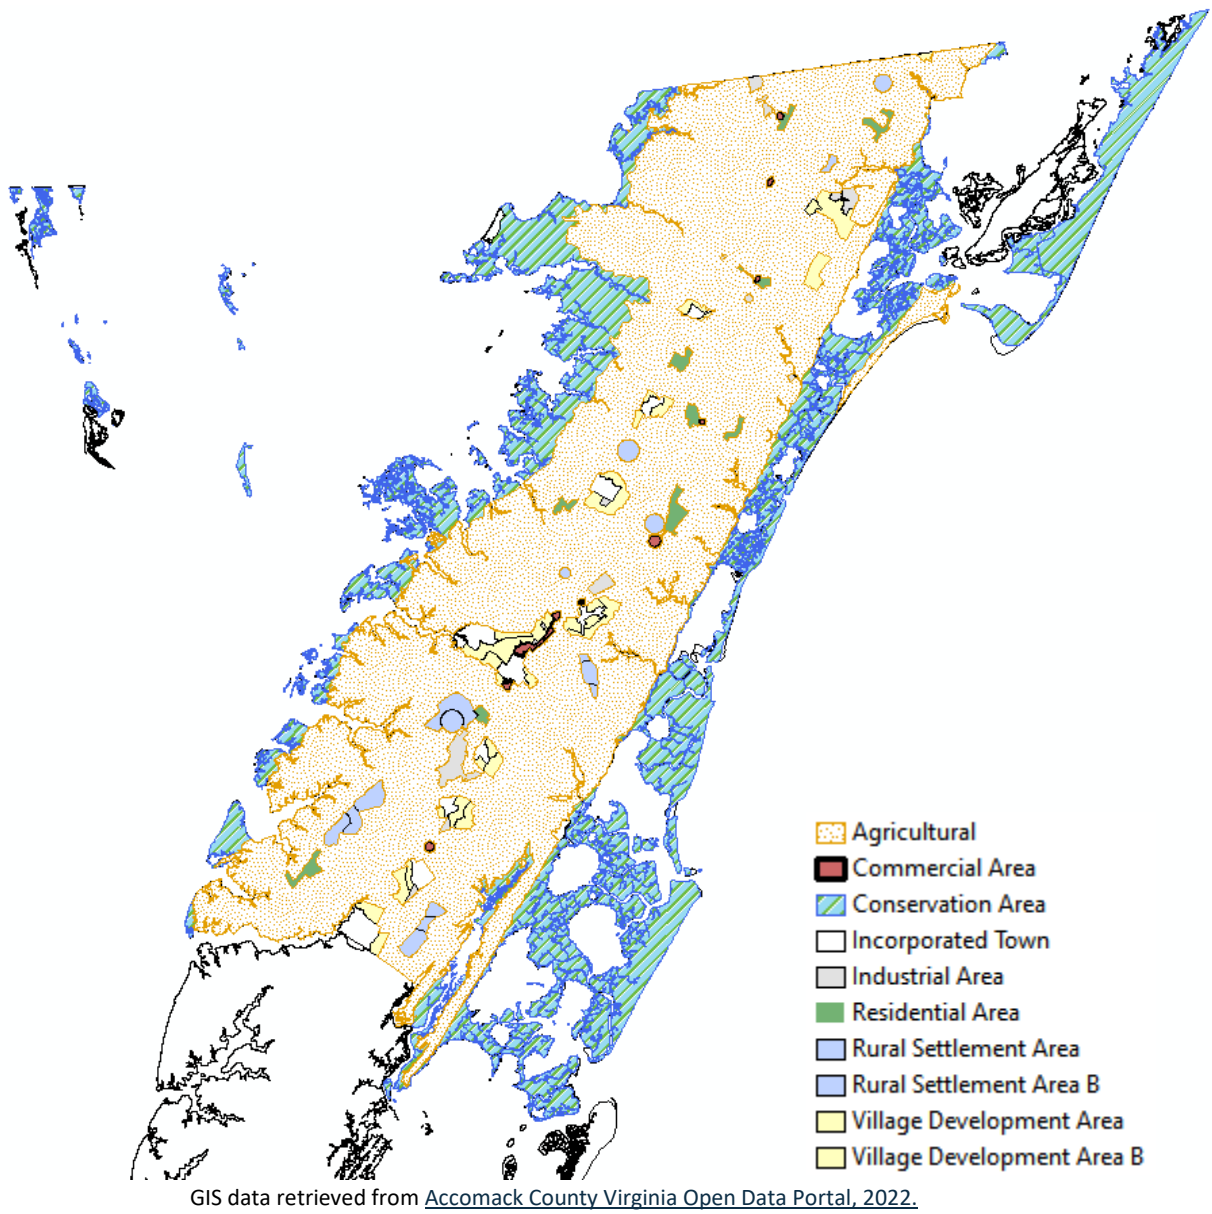 Agricultural
Commercial Area
Conservation Area
Incorporated Town
Industrial Area
Residential Area
Rural Settlement Area
Rural Settlement Area B
Village Development Area
Village Development Area B
GIS data retrieved from Accomack County Virginia Open Data Portal, 2022.